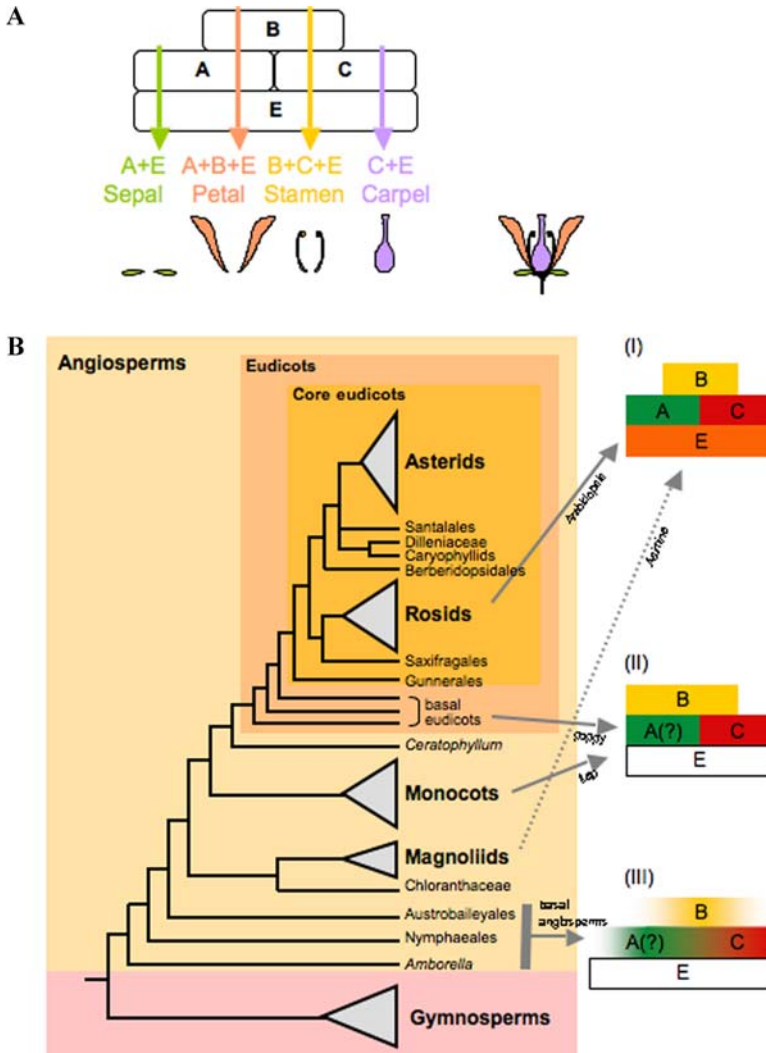 A
B
A C
E
A+E A+B+E B+C+E C+E
Sepal Petal Stamen Carpel
B
Angiosperms
Eudicots
Core eudicots
Asterids
Santalales
Dilleniaceae
Caryophyllids
Berberidopsidales
Rosids
Saxifragales
Gunnerales
basal
eudicots
Ceratophyllum
Monocots
Magnoliids
Chloranthaceae
Austrobaileyales
Nymphaeales
Amborella
Gymnosperms
(I)
B
A C
E
Arabidopsis
(II)
B
A(?) C
E
poppy
basal
angiosperms
(III)
B
A(?) C
E